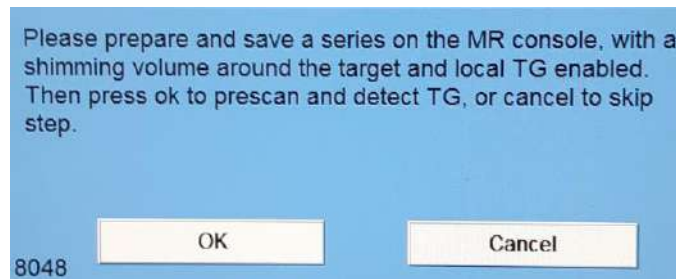 Please prepare and save a series on the MR console, with a
shimming volume around the target and local TG enabled.
Then press ok to prescan and detect TG, or cancel to skip
step.
OK
Cancel
8048